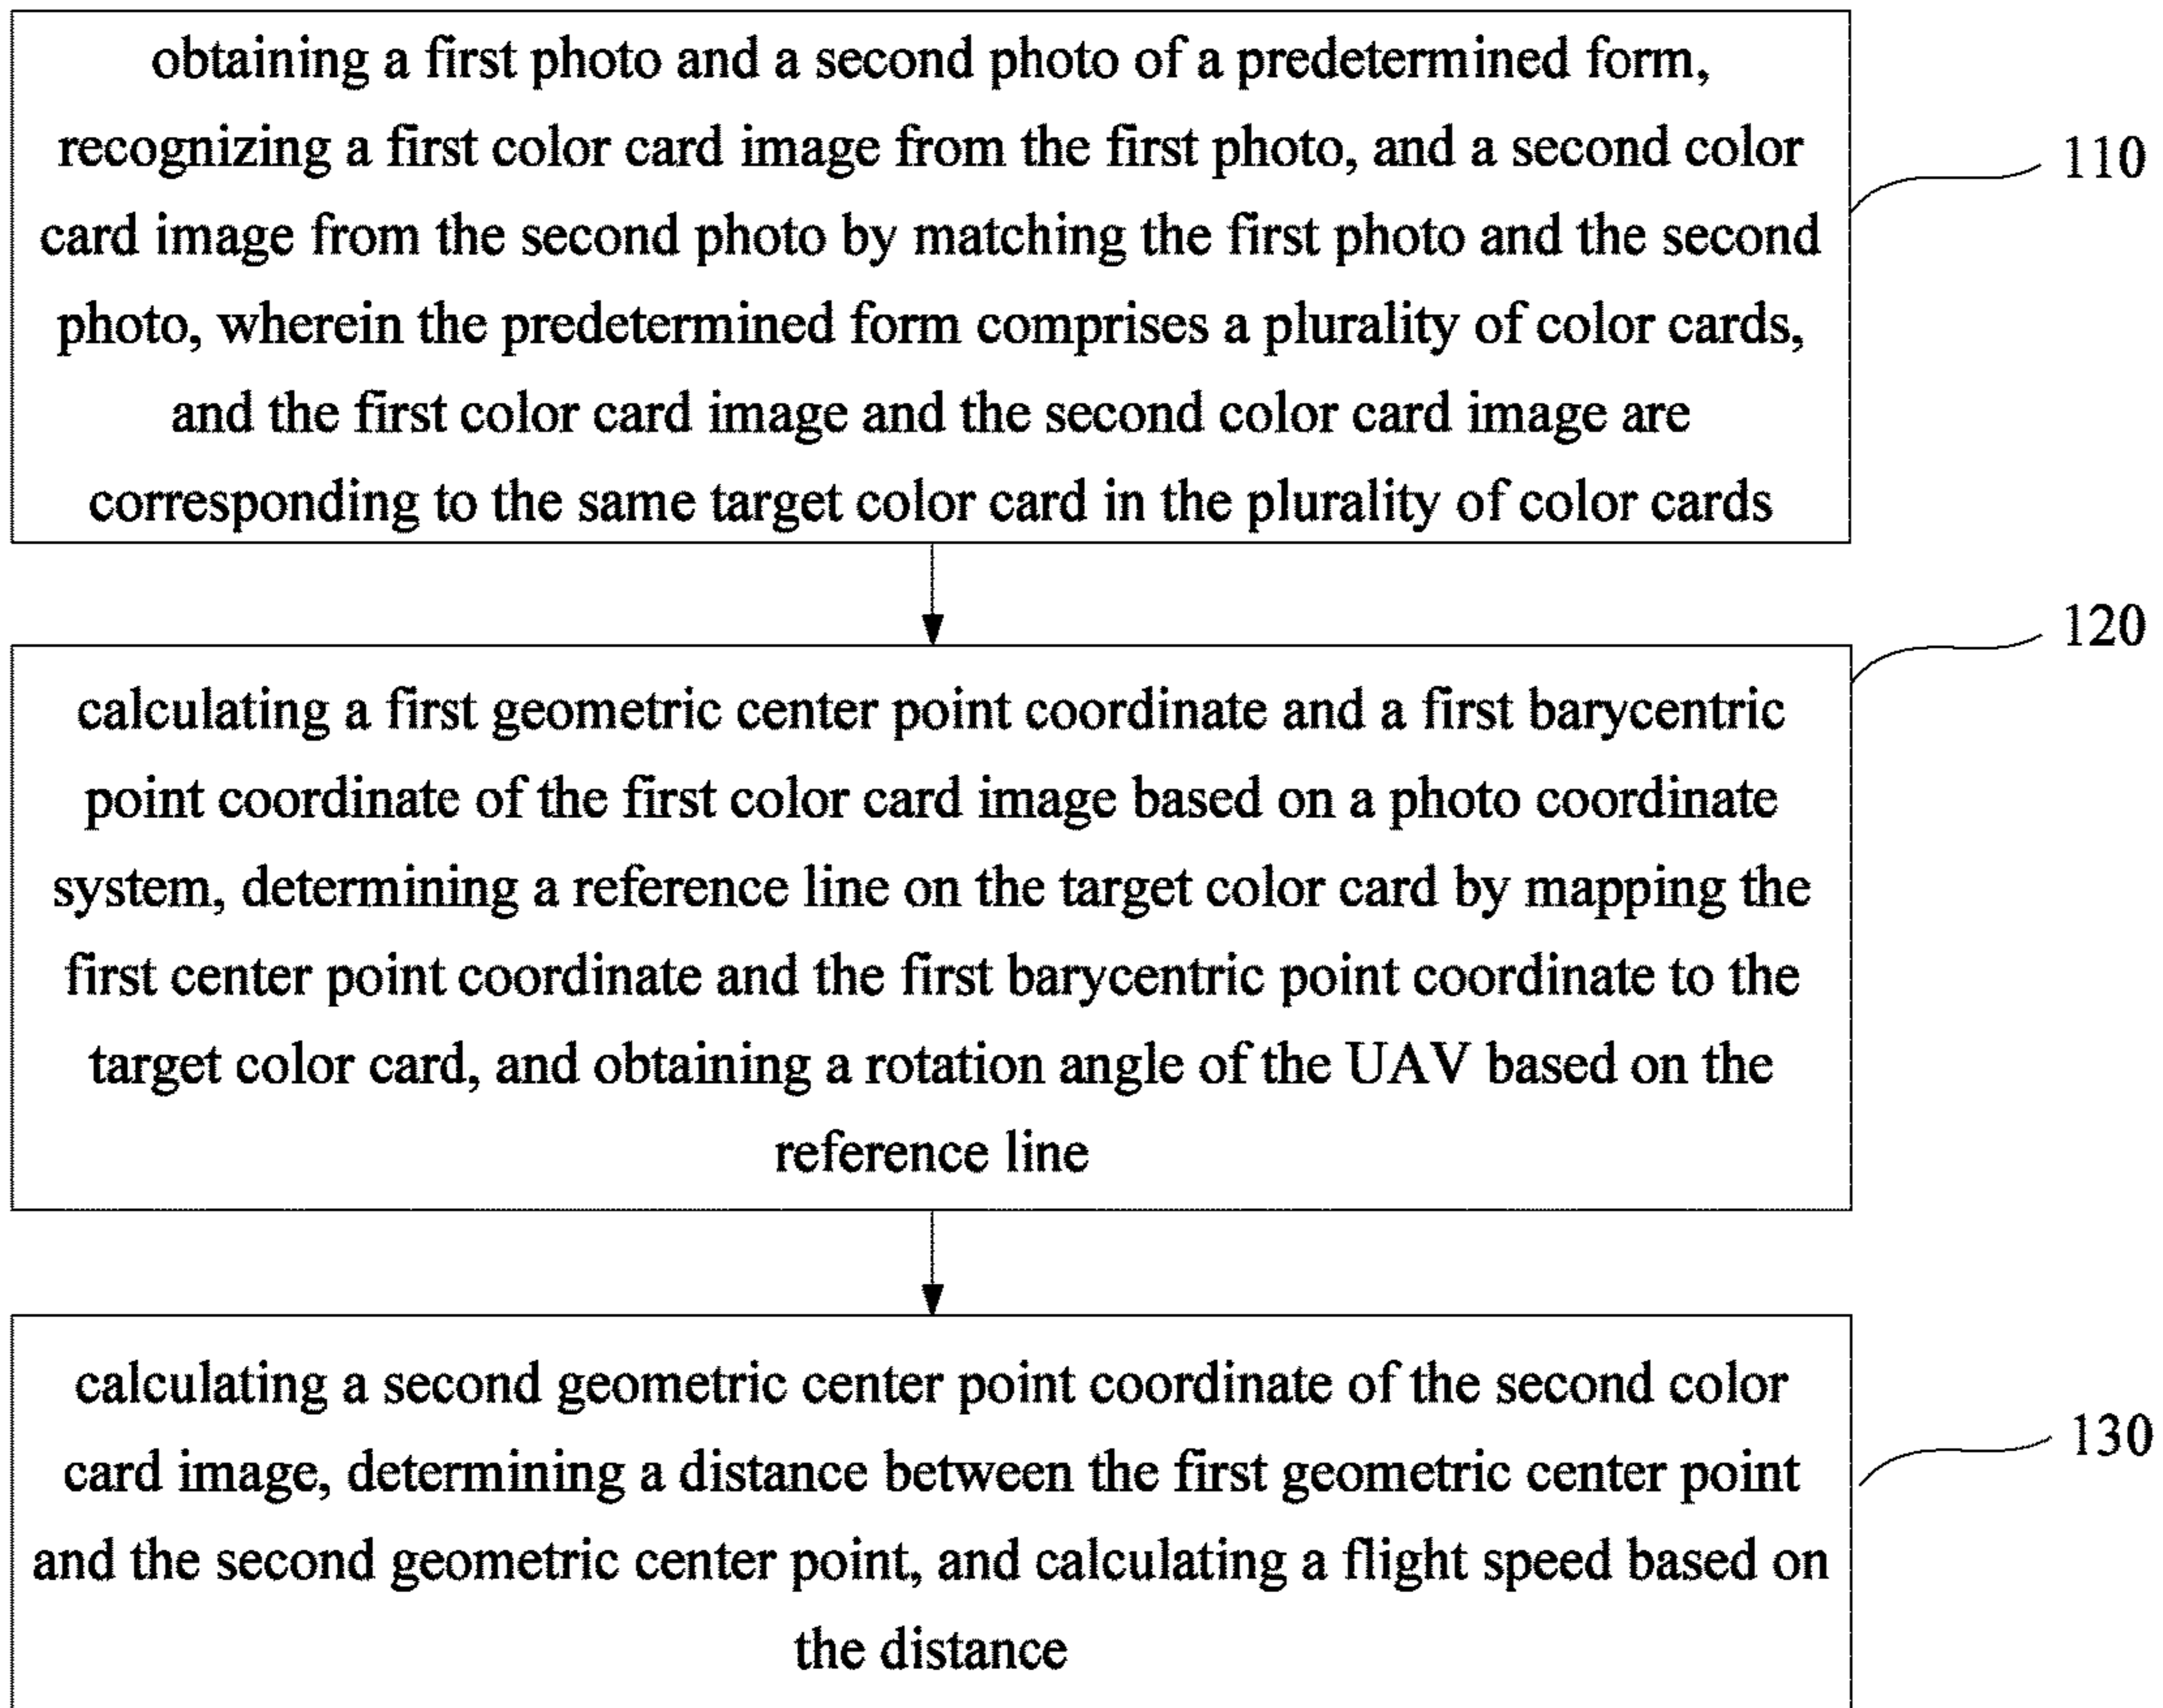 obtaining a first photo and a second photo of a predetermined form,
recognizing a first color card image from the first photo, and a second color
card image from the second photo by matching the first photo and the second
photo, wherein the predetermined form comprises a plurality of color cards,
and the first color card image and the second color card image are
corresponding to the same target color card in the plurality of color cards
110
120
calculating a first geometric center point coordinate and a first barycentric
point coordinate of the first color card image based on a photo coordinate
system, determining a reference line on the target color card by mapping the
first center point coordinate and the first barycentric point coordinate to the
target color card, and obtaining a rotation angle of the UAV based on the
reference line
calculating a second geometric center point coordinate of the second color
card image, determining a distance between the first geometric center point
and the second geometric center point, and calculating a flight speed based on
the distance
130